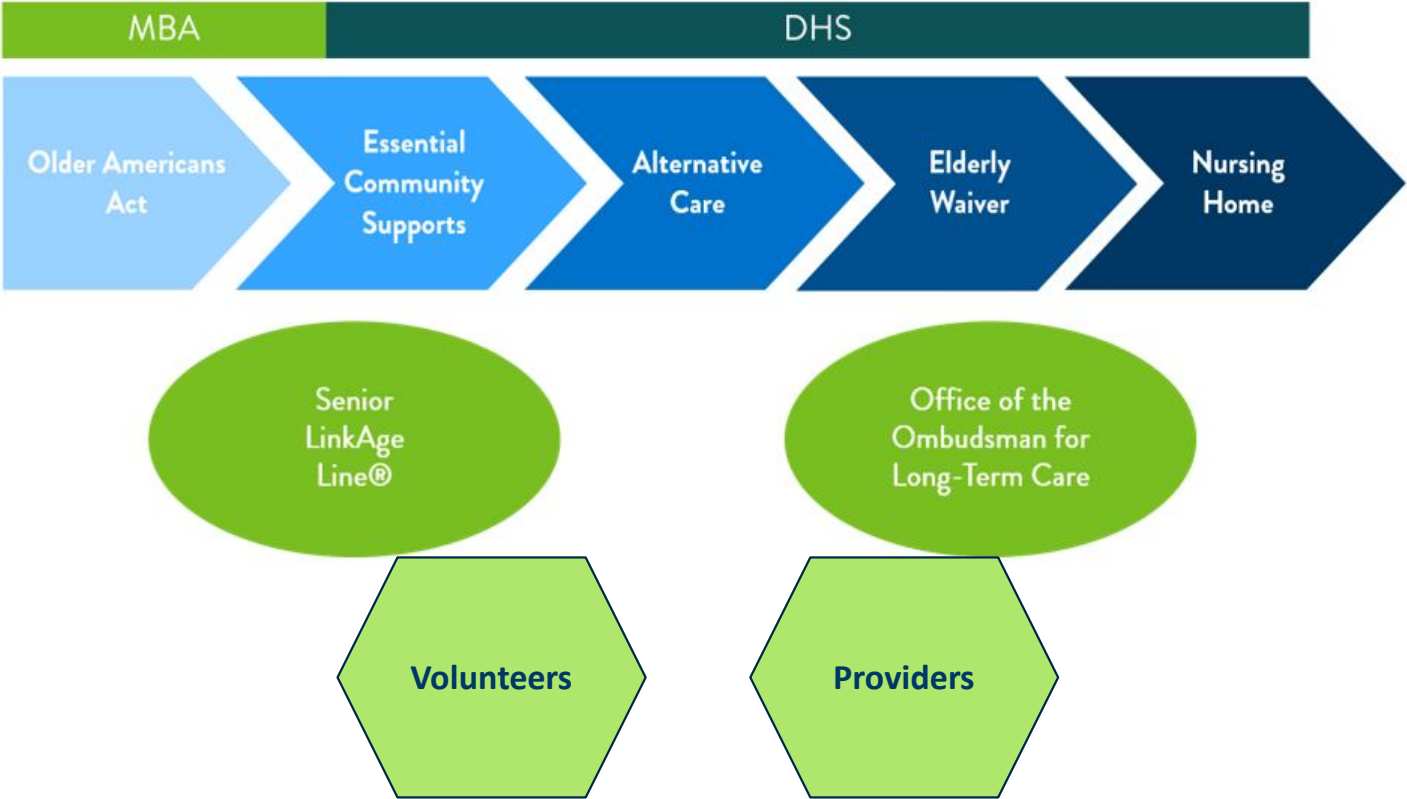 MBA
DHS
Older Americans
Act
Essential
Community
Supports
Alternative
Care
Elderly
Waiver
Nursing
Home
Senior
LinkAge
Line®
Office of the
Ombudsman for
Long-Term Care
Volunteers
Providers